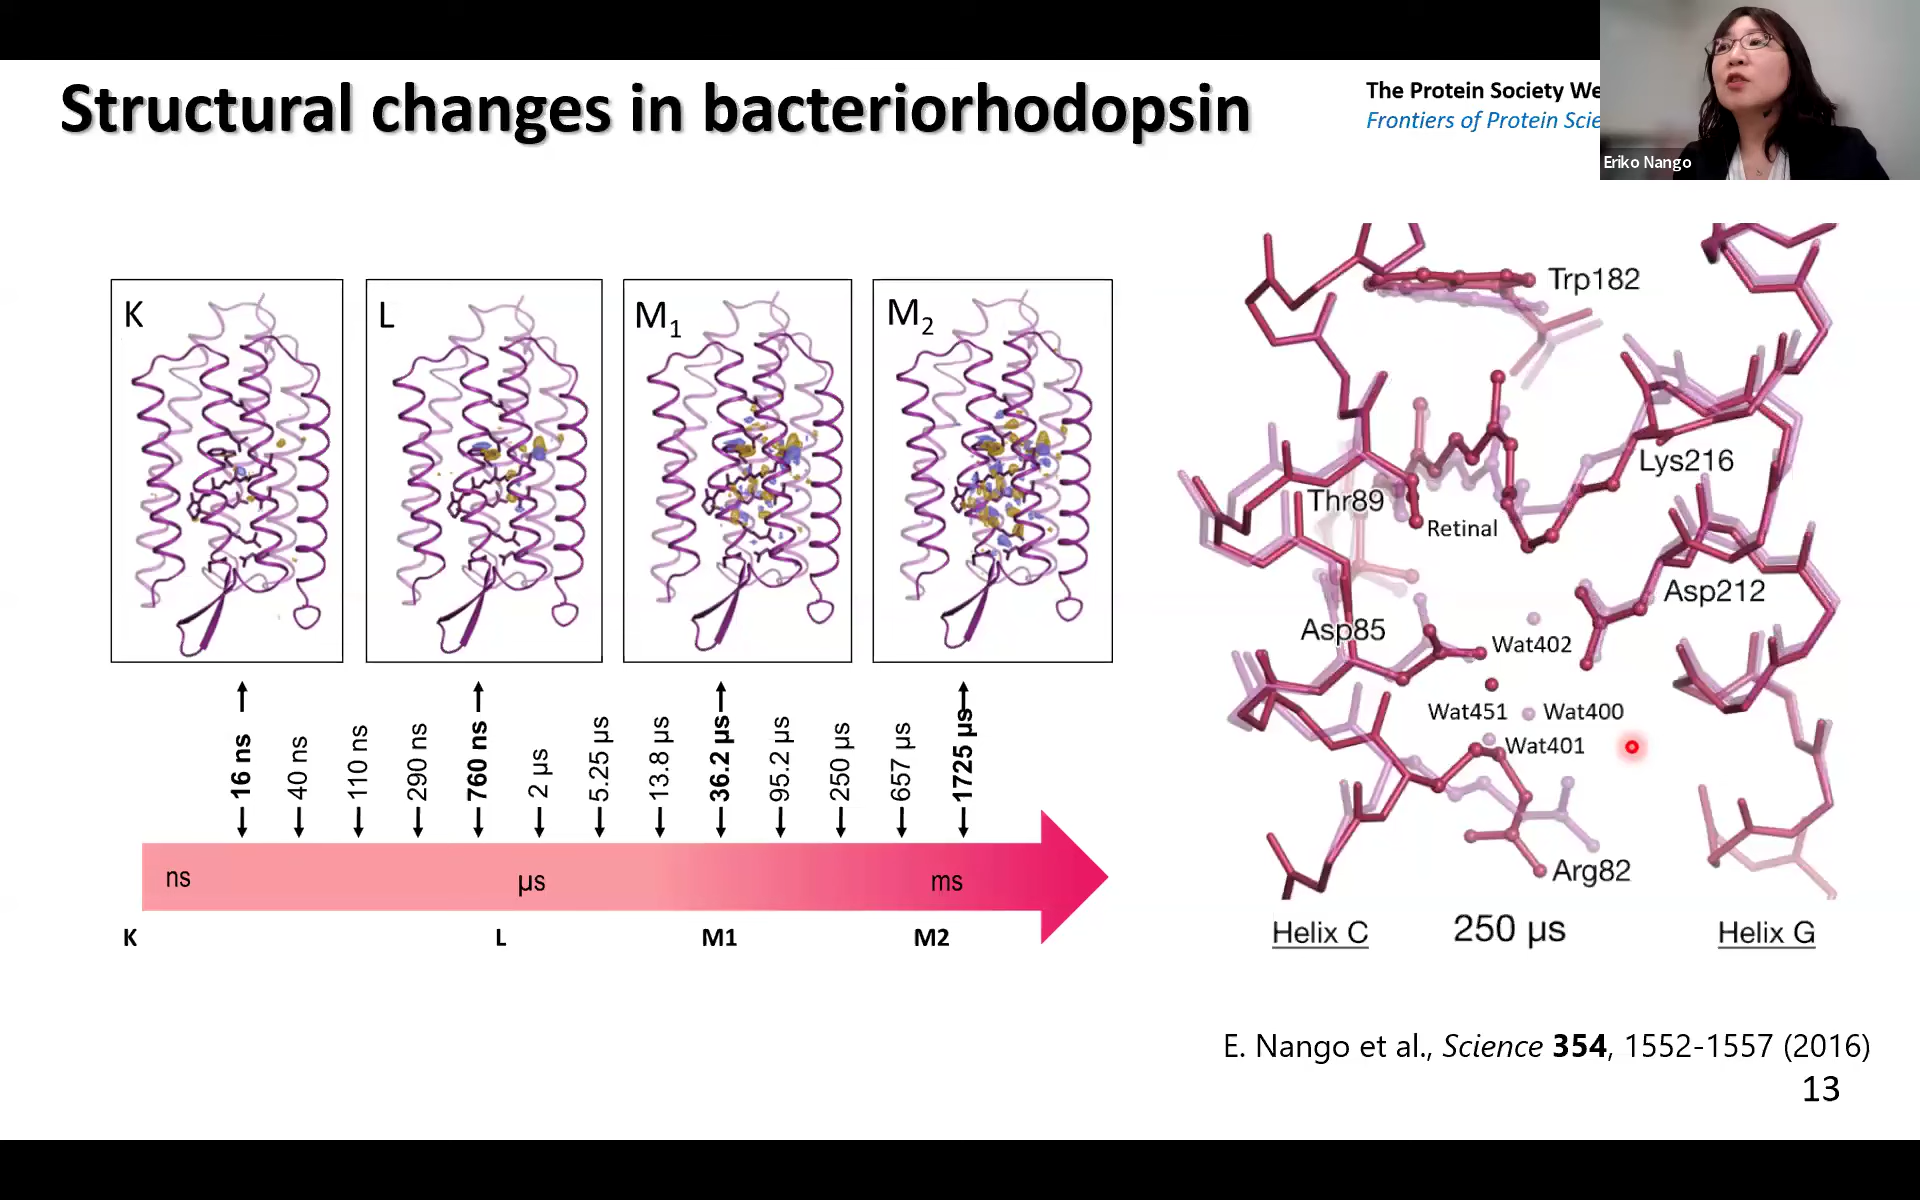 Structural changes in bacteriorhodopsin
The Protein Society We
Frontiers of Protein Scie
Eriko Nango
K
L
M1
M2
16 ns
40 ns
110 ns
290 ns
760 ns
2 µs
5.25 µs
13.8 µs
36.2 µs
95.2 µs
250 µs
657 µs
1725 µs
ns
µs
ms
K
L
M1
M2
Trp182
Lys216
Thr89
Retinal
Asp212
Asp85
Wat402
Wat451
Wat400
Wat401
Arg82
Helix C
250 µs
Helix G
E. Nango et al., Science 354, 1552-1557 (2016)
13